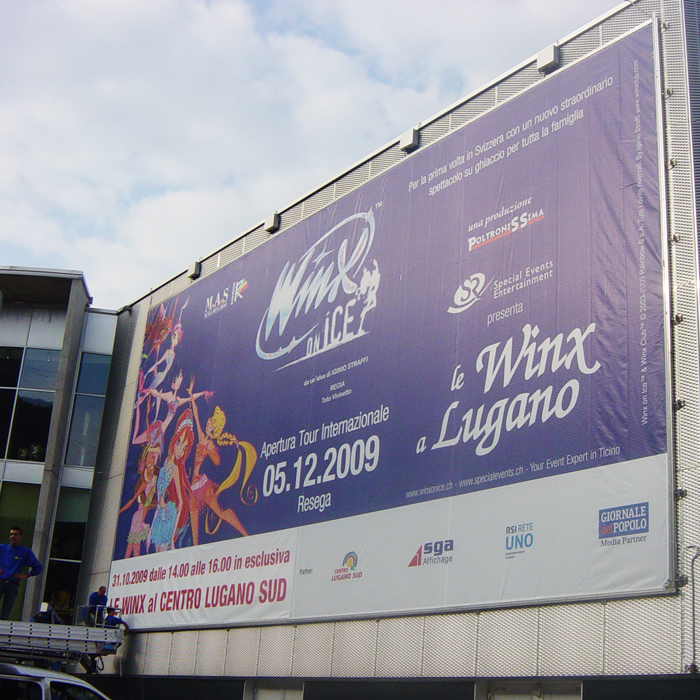 Per la prima volta in Svizzera con un nuovo straordinario
spettacolo su ghiaccio per tutta la famiglia
M.A.S
Winx™
ON ICE
da un'idea di IGINIO STRAFFI
REGIA
Apertura Tour Internazionale
05.12.2009
Resega
una produzione
POLTRONISSIMA
Special Events
Entertainment
presenta
le Winx
a Lugano
www.winxonice.ch - www.specialevents.ch - Your Event Expert in Ticino
31.10.2009 dalle 14.00 alle 16.00 in esclusiva
LE WINX al CENTRO LUGANO SUD
Partner:
CENTRO
LUGANO SUD
sga
Affichage
RSI RETE
UNO
GIORNALE
del POPOLO
Media Partner